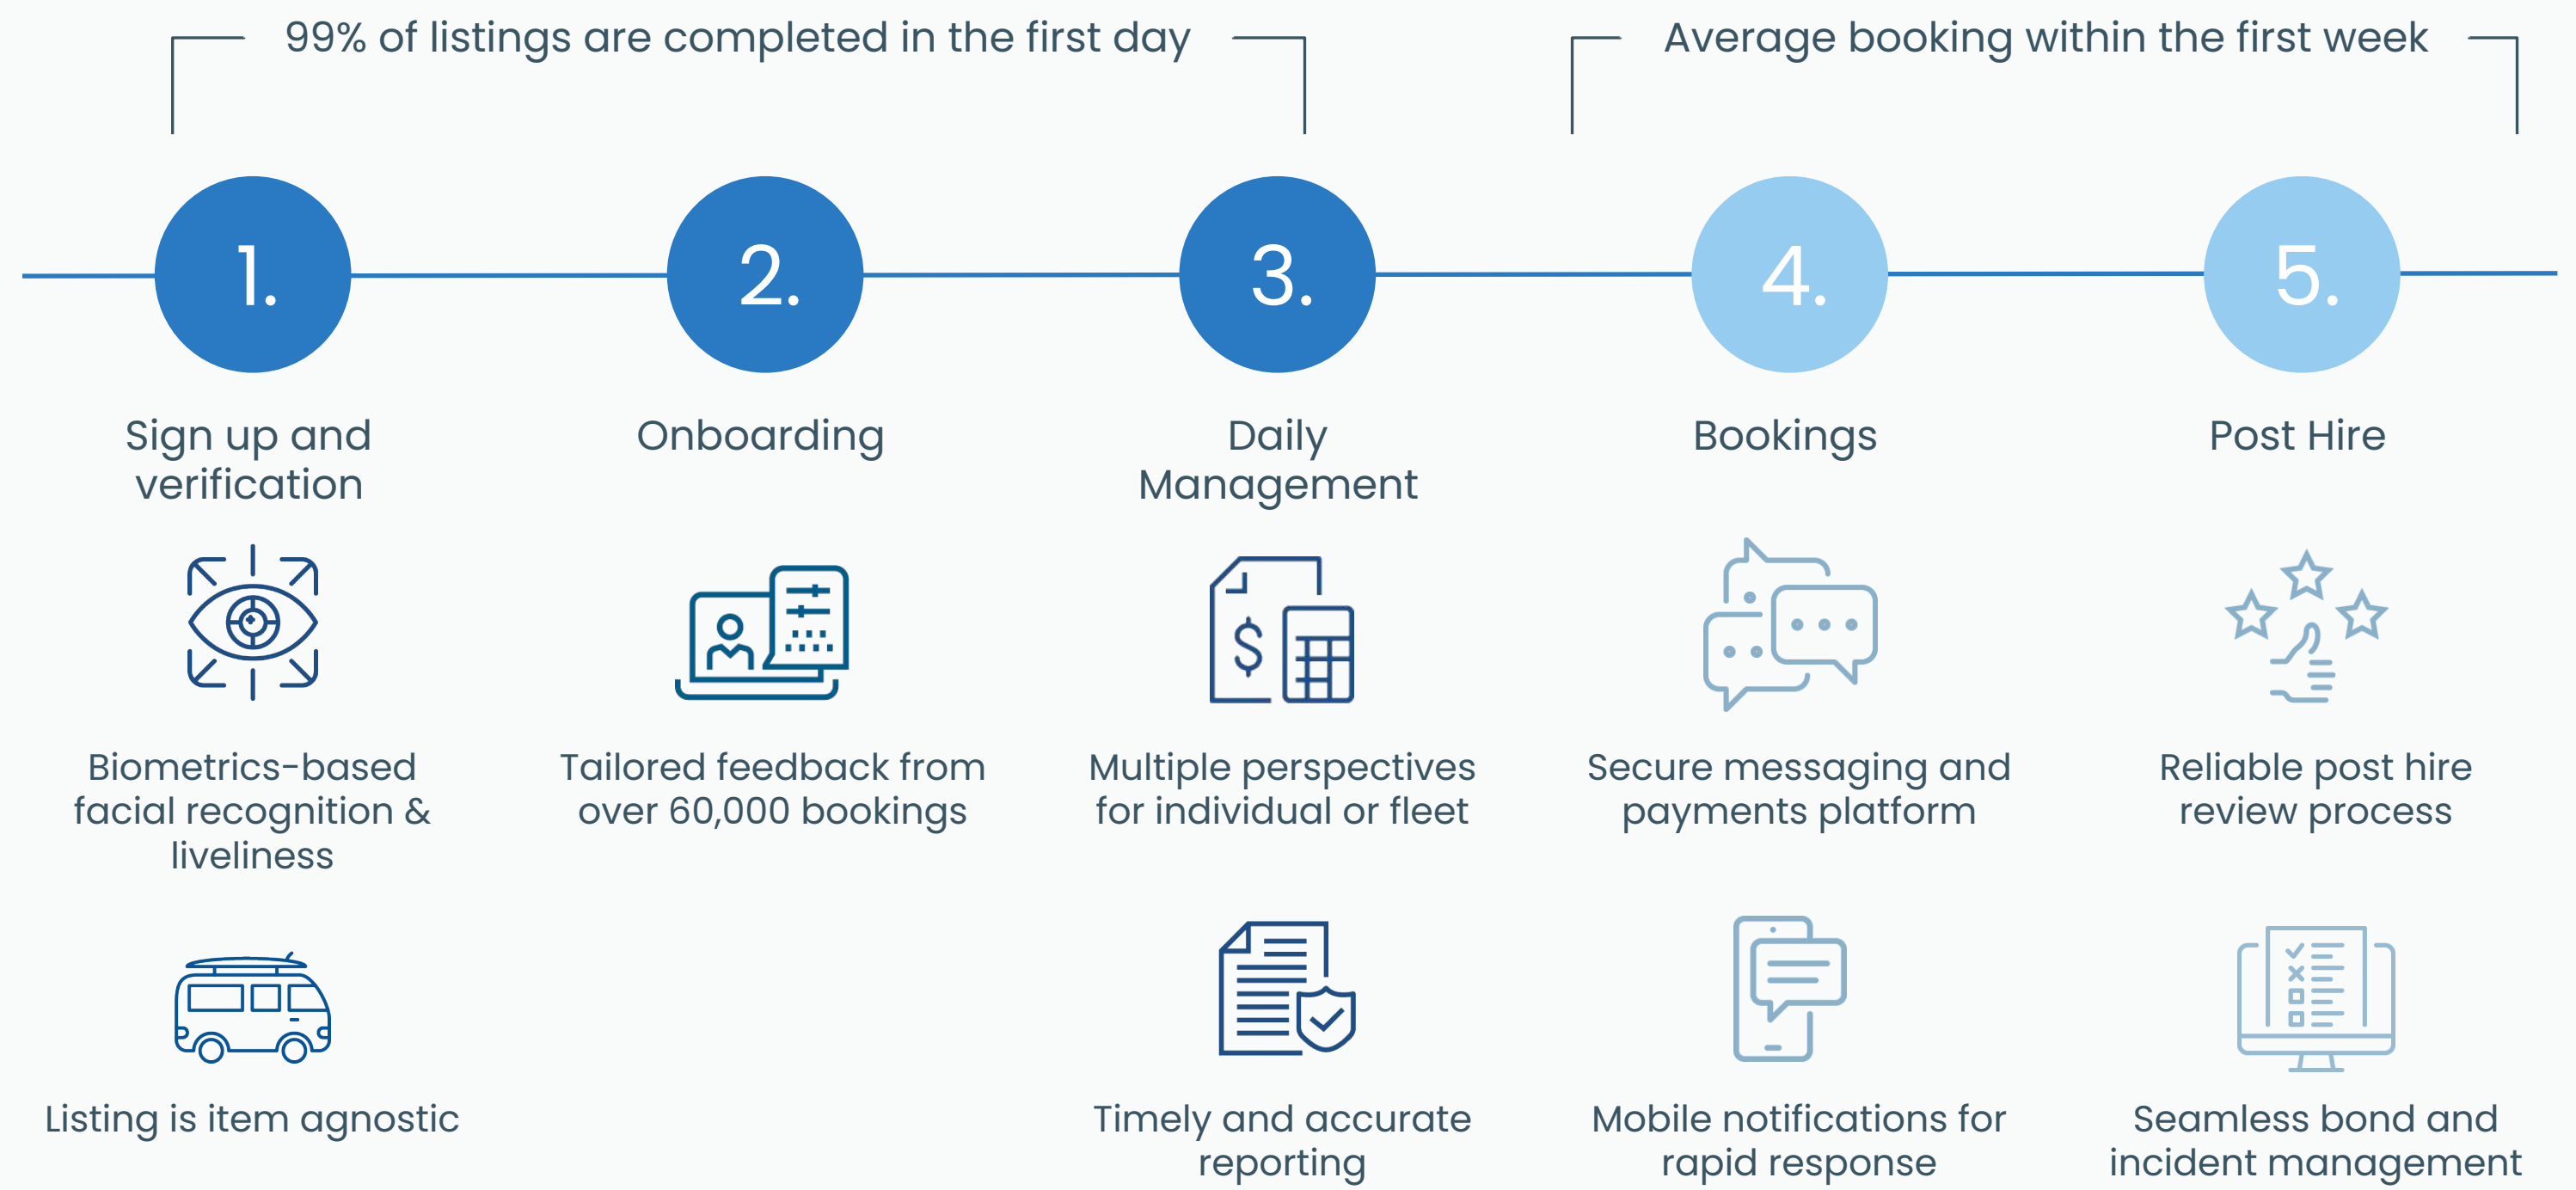 99% of listings are completed in the first day
Average booking within the first week
1.
2.
3.
4.
5.
Sign up and
verification
Onboarding
Daily
Management
Bookings
Post Hire
$
Biometrics-based
facial recognition &
liveliness
Tailored feedback from
over 60,000 bookings
Multiple perspectives
for individual or fleet
Secure messaging and
payments platform
Reliable post hire
review process
Listing is item agnostic
Timely and accurate
reporting
Mobile notifications for
rapid response
Seamless bond and
incident management